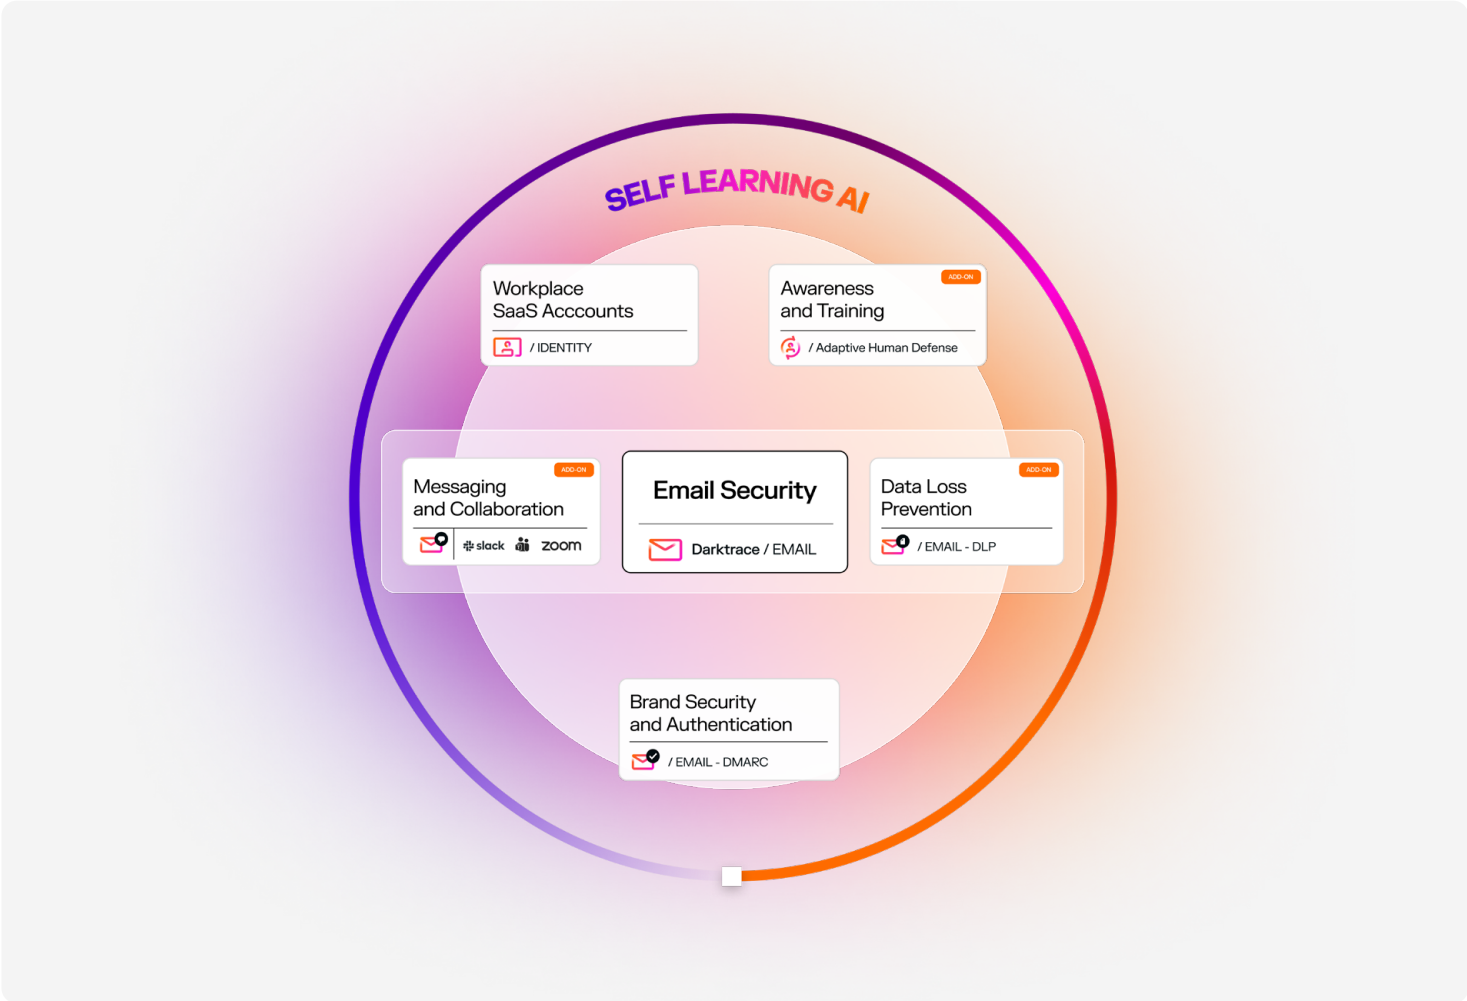 SELF LEARNING AI
Workplace
SaaS Acccounts
/ IDENTITY
ADD-ON
Awareness
and Training
/ Adaptive Human Defense
ADD-ON
Messaging
and Collaboration
slack
zoom
Email Security
Darktrace / EMAIL
ADD-ON
Data Loss
Prevention
/ EMAIL - DLP
Brand Security
and Authentication
/ EMAIL - DMARC